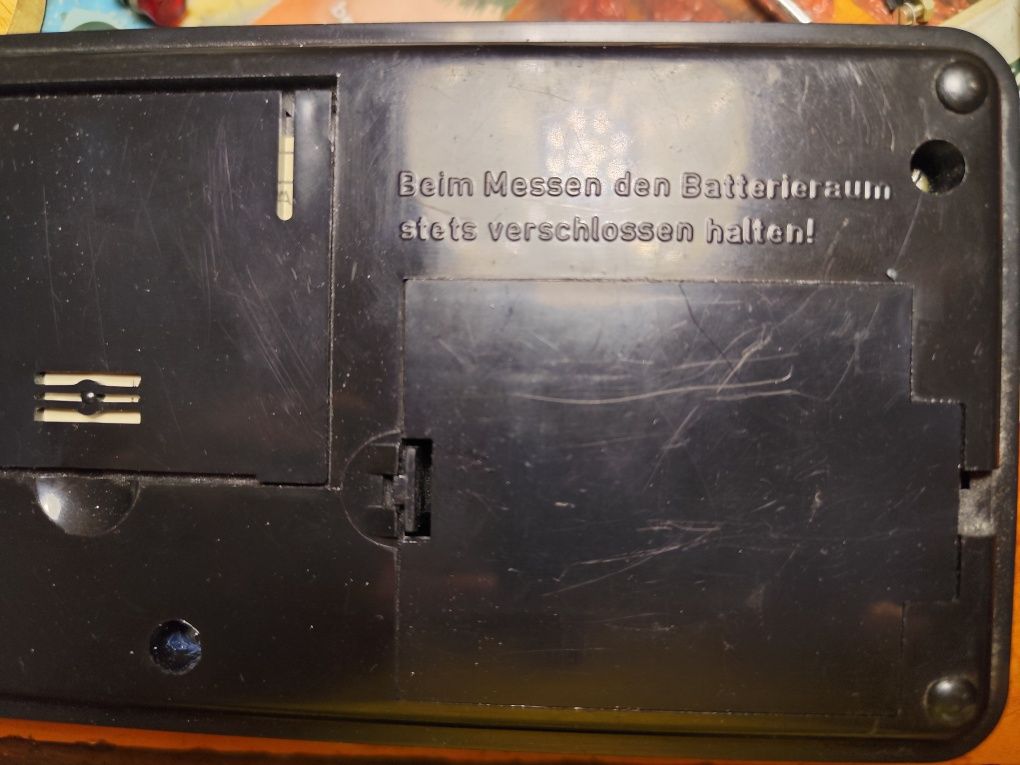 Beim Messen den Batterieraum
stets verschlossen halten!